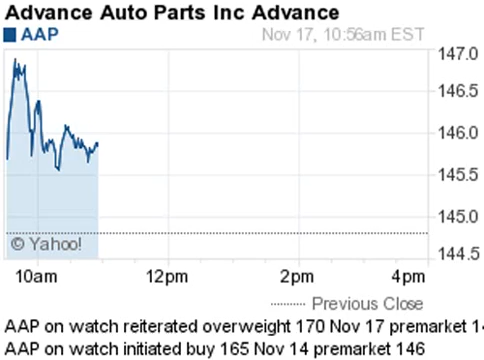 Advance Auto Parts Inc Advance
AAP Nov 17, 10:56am EST
147.0
146.5
146.0
145.5
145.0
144.5
© Yahoo!
10am 12pm 2pm 4pm
Previous Close
AAP on watch reiterated overweight 170 Nov 17 premarket
AAP on watch initiated buy 165 Nov 14 premarket 146